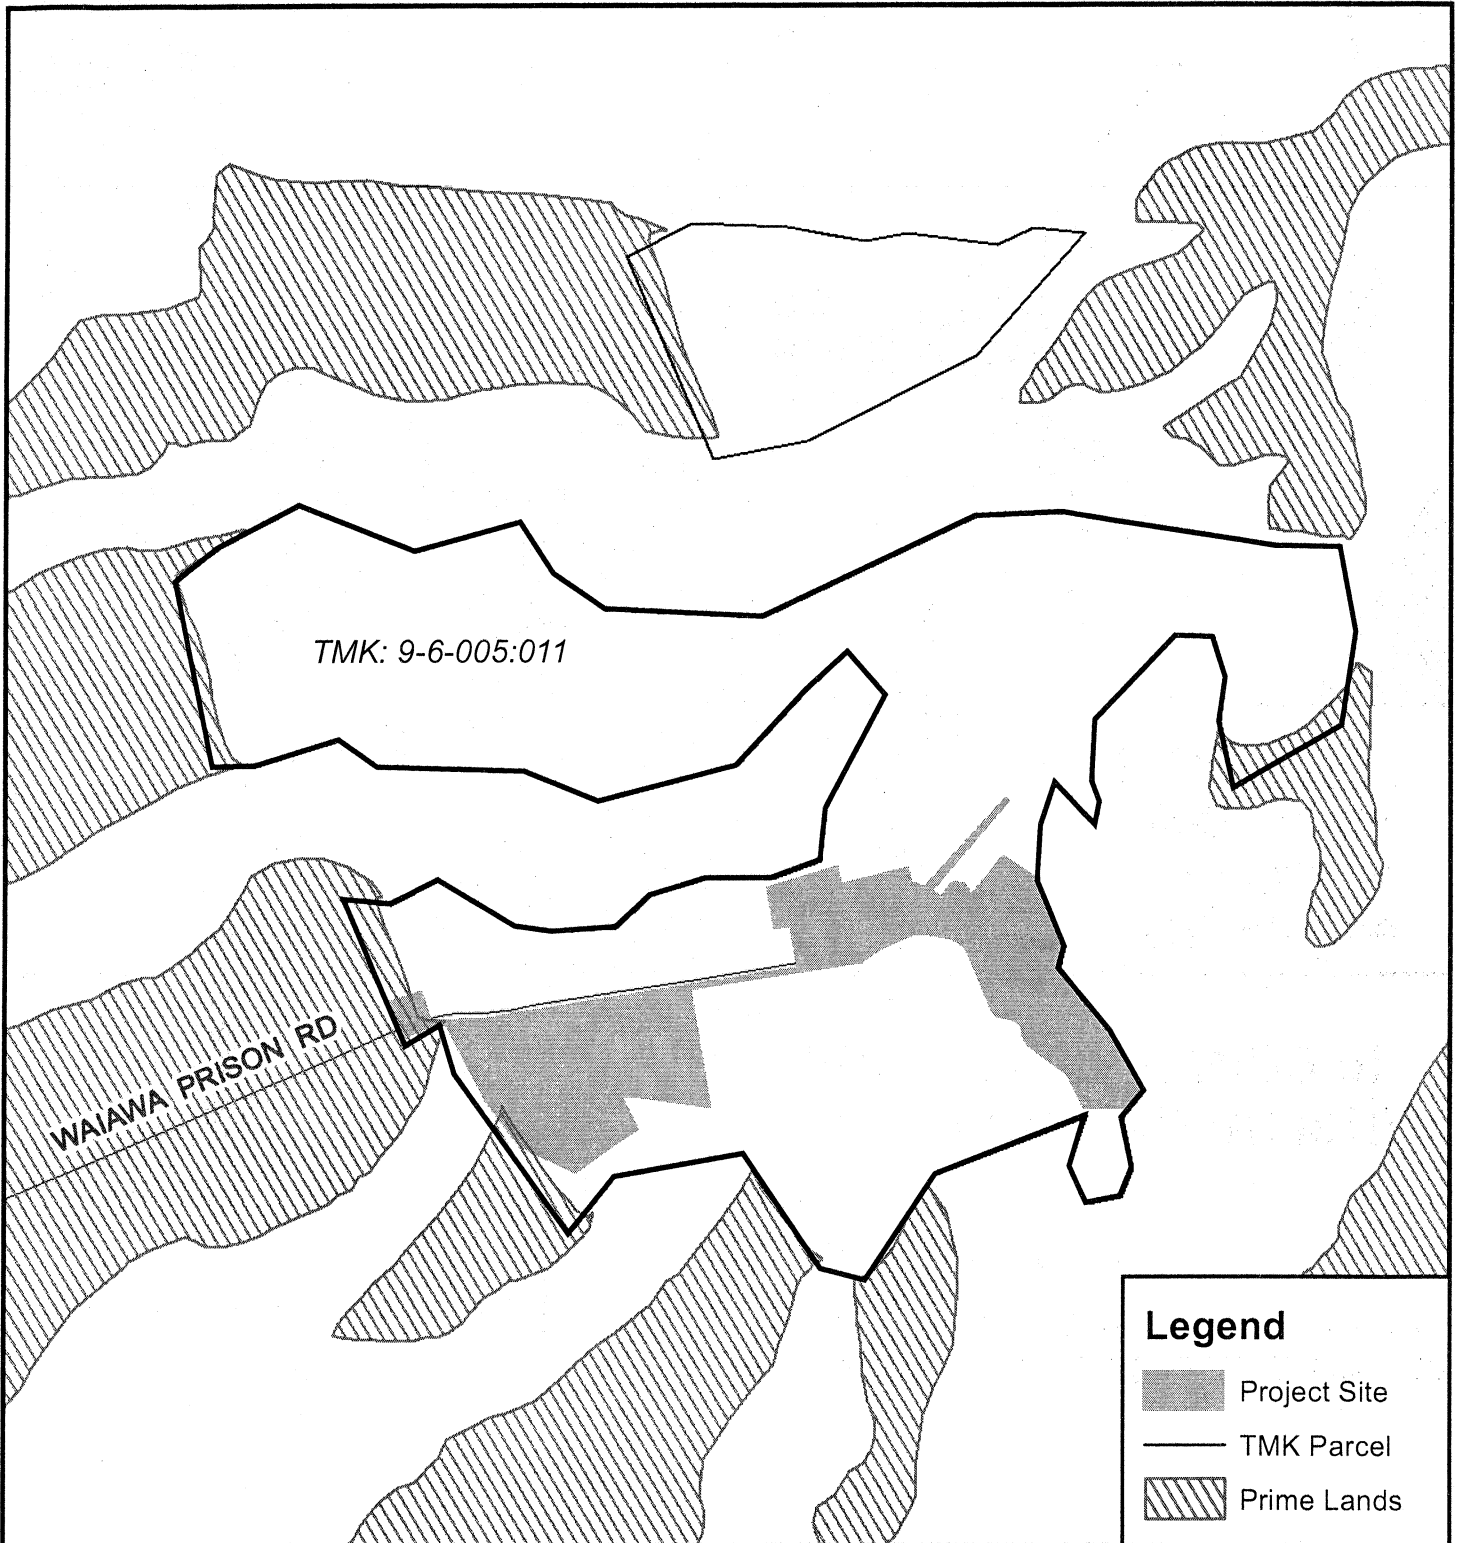 TMK: 9-6-005:011
WAIAWA PRISON RD
Legend
Project Site
TMK Parcel
Prime Lands